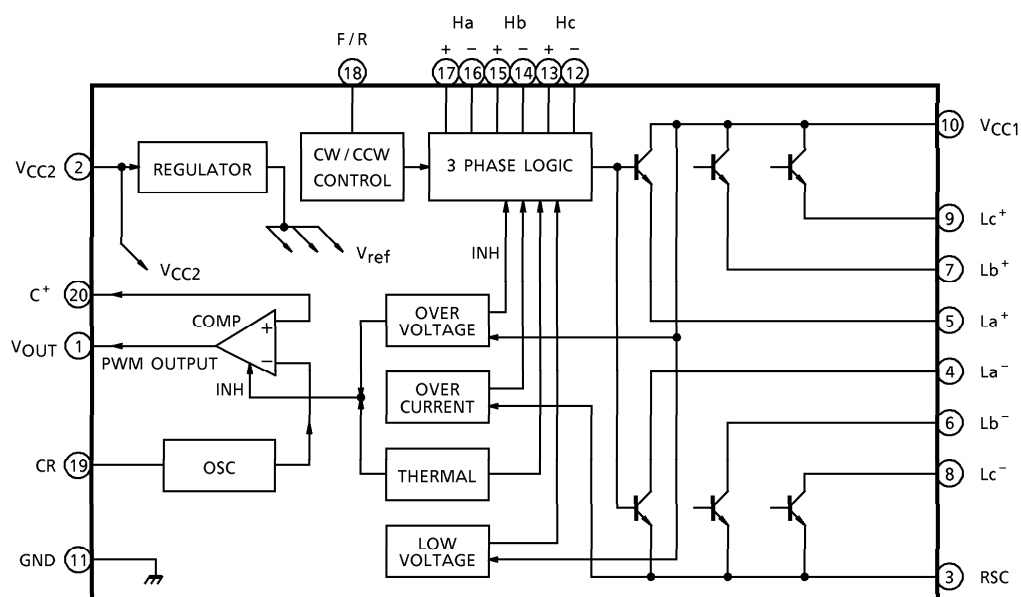 Ha Hb Hc
F / R + − + − + −
18 17 16 15 14 13 12
10 VCC1
VCC2 2
REGULATOR
CW / CCW
CONTROL
3 PHASE LOGIC
9 Lc+
Vref
INH
VCC2
7 Lb+
C+ 20
COMP
+
OVER
VOLTAGE
5 La+
VOUT 1
PWM OUTPUT
−
4 La−
INH
OVER
CURRENT
6 Lb−
CR 19
OSC
THERMAL
8 Lc−
GND 11
LOW
VOLTAGE
3 RSC